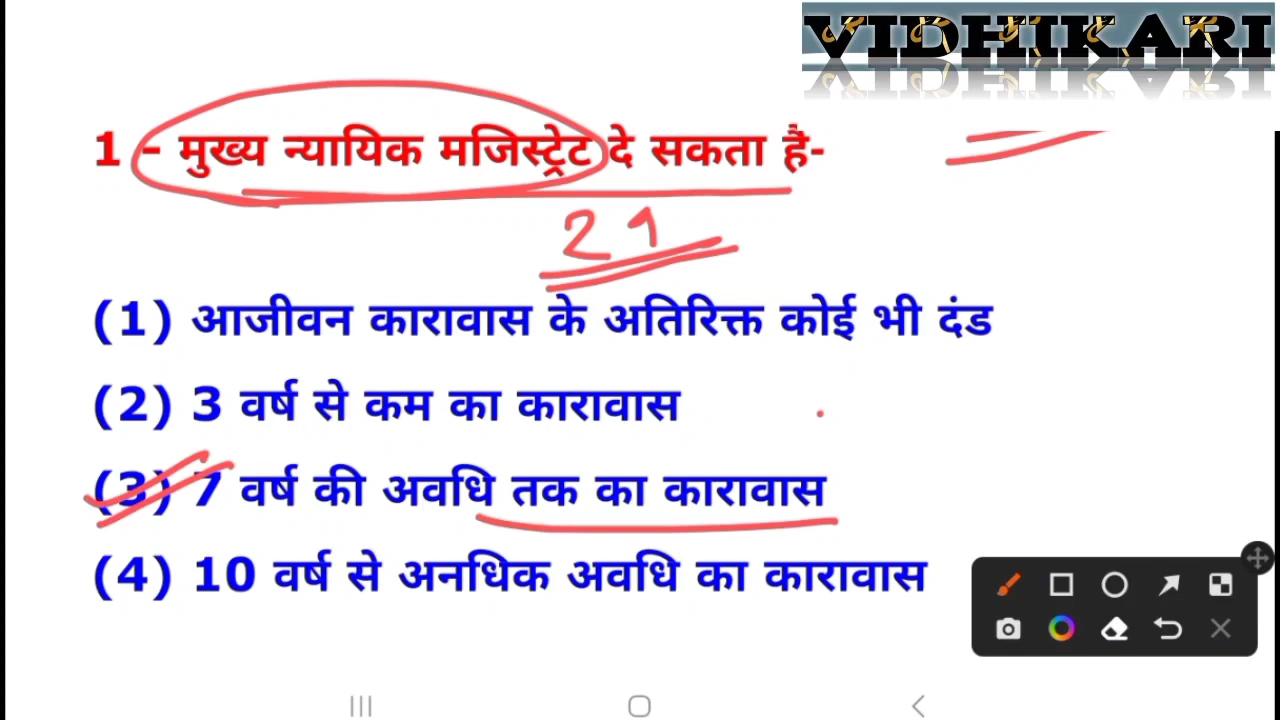 VIDHIKARI
1 - मुख्य न्यायिक मजिस्ट्रेट दे सकता है-
21
(1) आजीवन कारावास के अतिरिक्त कोई भी दंड
(2) 3 वर्ष से कम का कारावास
(3) 7 वर्ष की अवधि तक का कारावास
(4) 10 वर्ष से अनधिक अवधि का कारावास